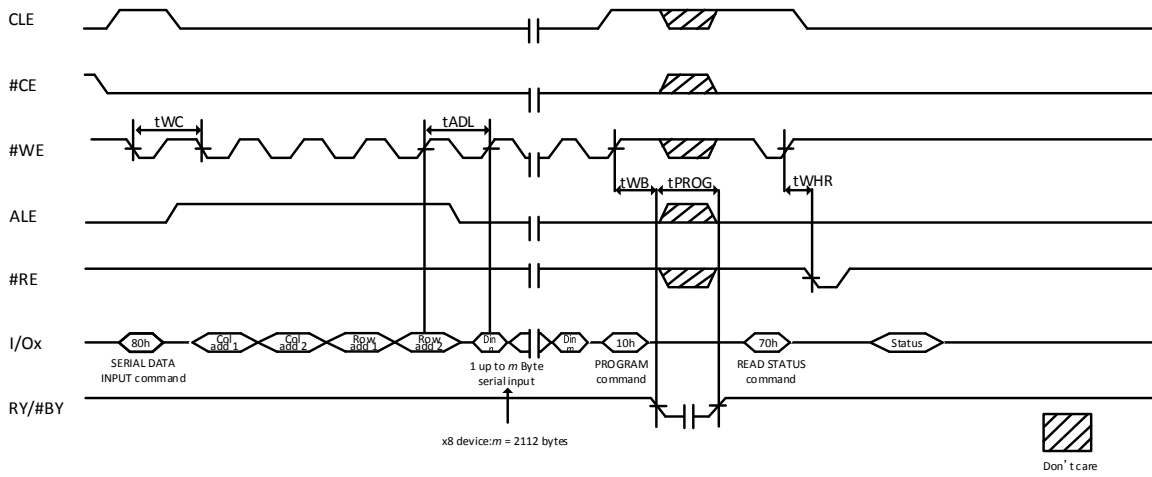 CLE
#CE
tWC
tADL
#WE
tWB
tPROG
tWHR
ALE
#RE
I/Ox
80h
Col
add 1
Col
add 2
Row
add 1
Row
add 2
Din
n
Din
m
10h
70h
Status
SERIAL DATA
INPUT command
1 up to m Byte
serial input
PROGRAM
command
READ STATUS
command
RY/#BY
x8 device:m = 2112 bytes
Don't care